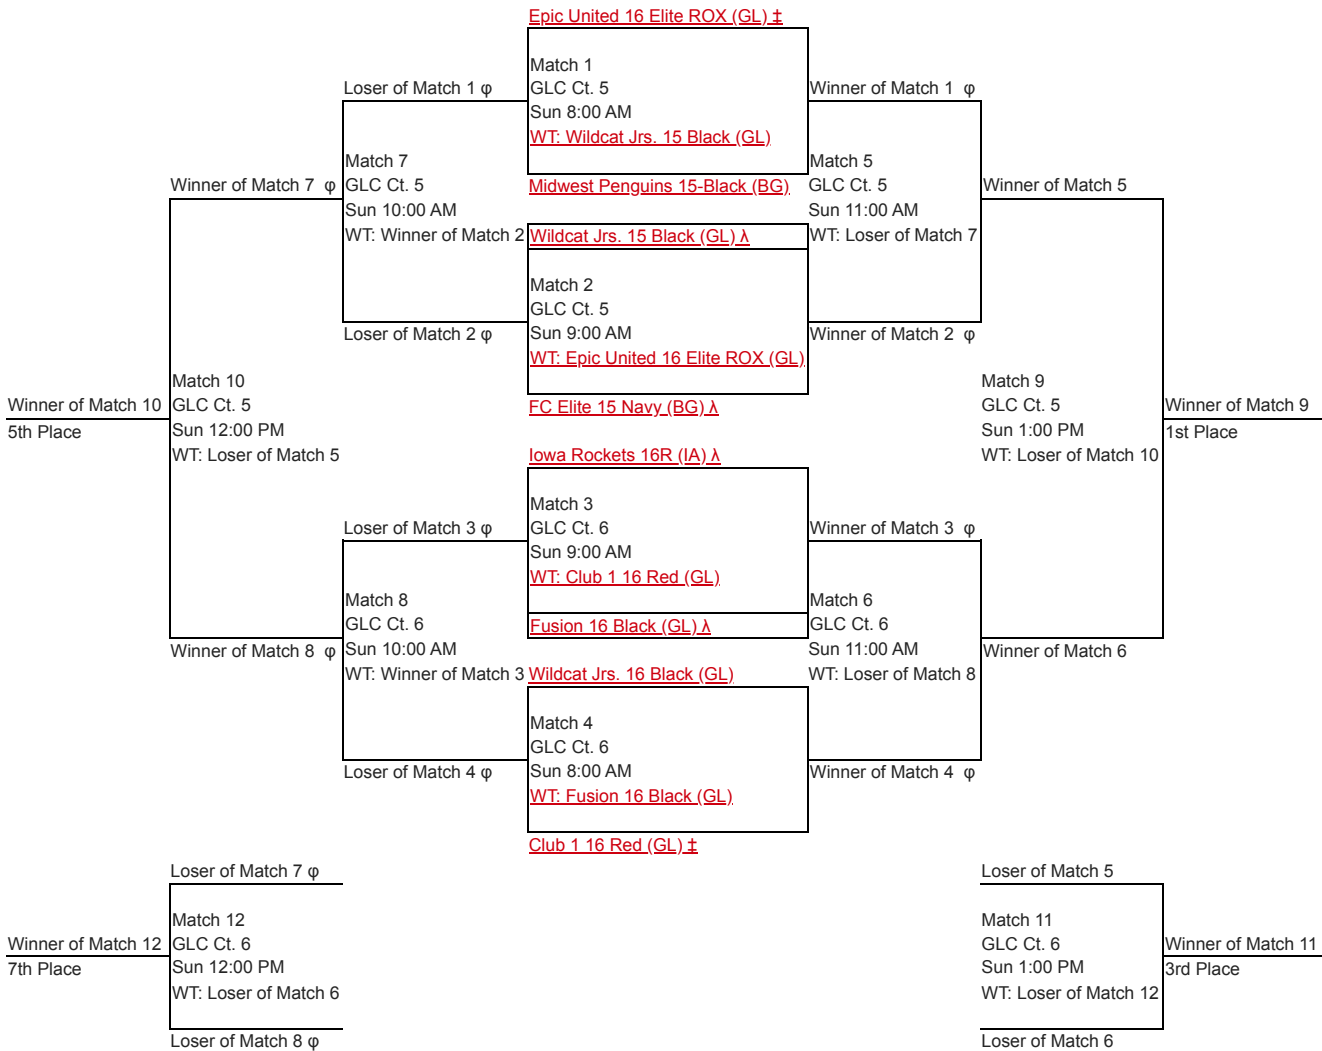 Epic United 16 Elite ROX (GL) ‡
Match 1
GLC Ct. 5
Sun 8:00 AM
WT: Wildcat Jrs. 15 Black (GL)
Midwest Penguins 15-Black (BG)
Loser of Match 1 φ
Winner of Match 1 φ
Match 7
GLC Ct. 5
Sun 10:00 AM
WT: Winner of Match 2
Match 5
GLC Ct. 5
Sun 11:00 AM
WT: Loser of Match 7
Winner of Match 7 φ
Winner of Match 5
Wildcat Jrs. 15 Black (GL) λ
Match 2
GLC Ct. 5
Sun 9:00 AM
WT: Epic United 16 Elite ROX (GL)
FC Elite 15 Navy (BG) λ
Loser of Match 2 φ
Winner of Match 2 φ
Match 10
GLC Ct. 5
Sun 12:00 PM
WT: Loser of Match 5
Winner of Match 10
5th Place
Match 9
GLC Ct. 5
Sun 1:00 PM
WT: Loser of Match 10
Winner of Match 9
1st Place
Iowa Rockets 16R (IA) λ
Match 3
GLC Ct. 6
Sun 9:00 AM
WT: Club 1 16 Red (GL)
Fusion 16 Black (GL) λ
Loser of Match 3 φ
Winner of Match 3 φ
Match 8
GLC Ct. 6
Sun 10:00 AM
WT: Winner of Match 3
Match 6
GLC Ct. 6
Sun 11:00 AM
WT: Loser of Match 8
Winner of Match 8 φ
Winner of Match 6
Wildcat Jrs. 16 Black (GL)
Match 4
GLC Ct. 6
Sun 8:00 AM
WT: Fusion 16 Black (GL)
Club 1 16 Red (GL) ‡
Loser of Match 4 φ
Winner of Match 4 φ
Loser of Match 7 φ
Match 12
GLC Ct. 6
Sun 12:00 PM
WT: Loser of Match 6
Loser of Match 8 φ
Winner of Match 12
7th Place
Loser of Match 5
Match 11
GLC Ct. 6
Sun 1:00 PM
WT: Loser of Match 12
Loser of Match 6
Winner of Match 11
3rd Place